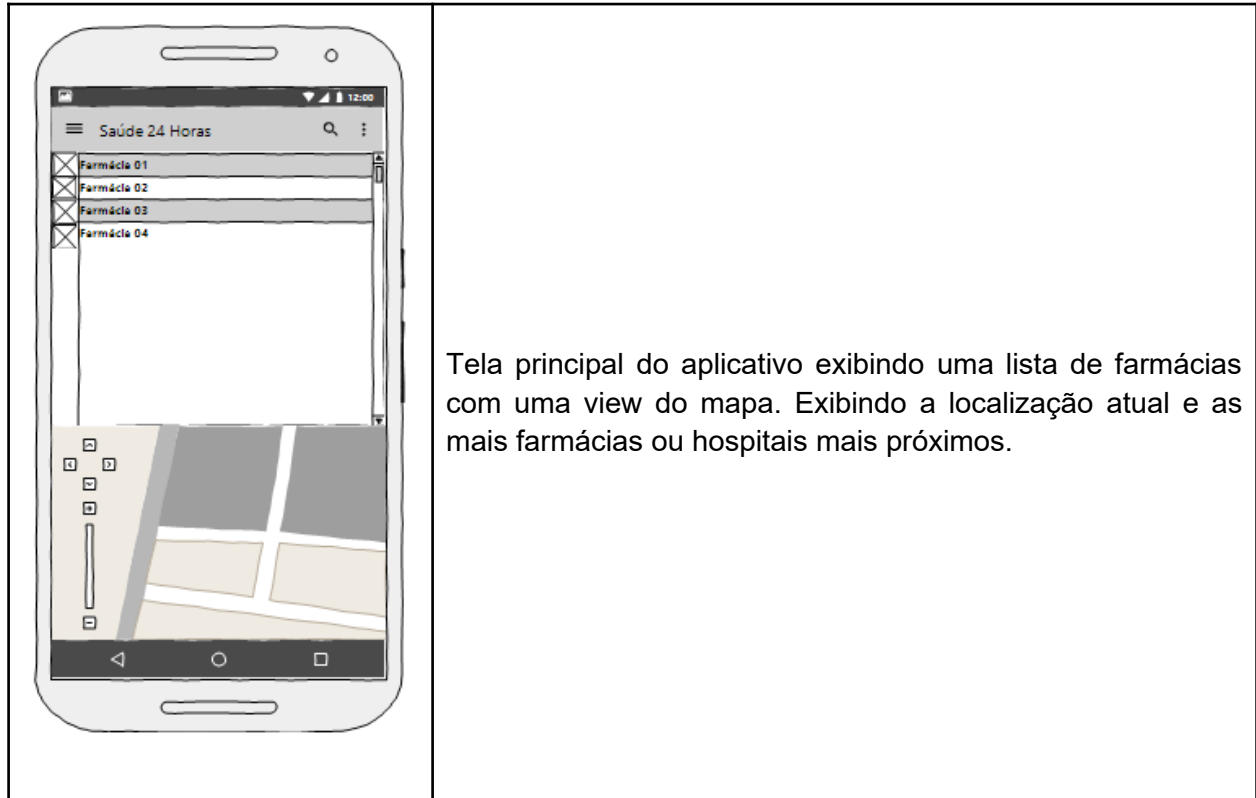 12:00
Saúde 24 Horas
Farmácia 01
Farmácia 02
Farmácia 03
Farmácia 04
Tela principal do aplicativo exibindo uma lista de farmácias
com uma view do mapa. Exibindo a localização atual e as
mais farmácias ou hospitais mais próximos.